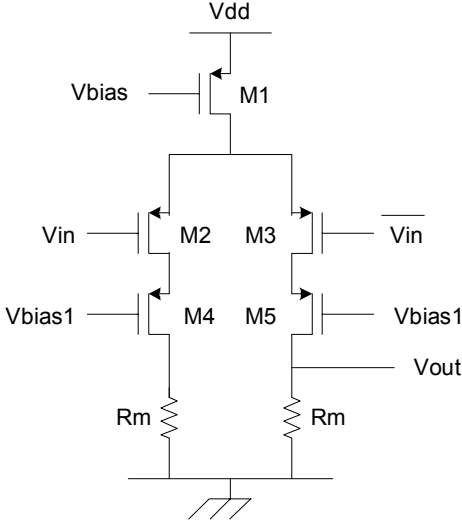 Vdd
Vbias
M1
Vin
M2
M3
Vin
Vbias1
M4
M5
Vbias1
Vout
Rm
Rm